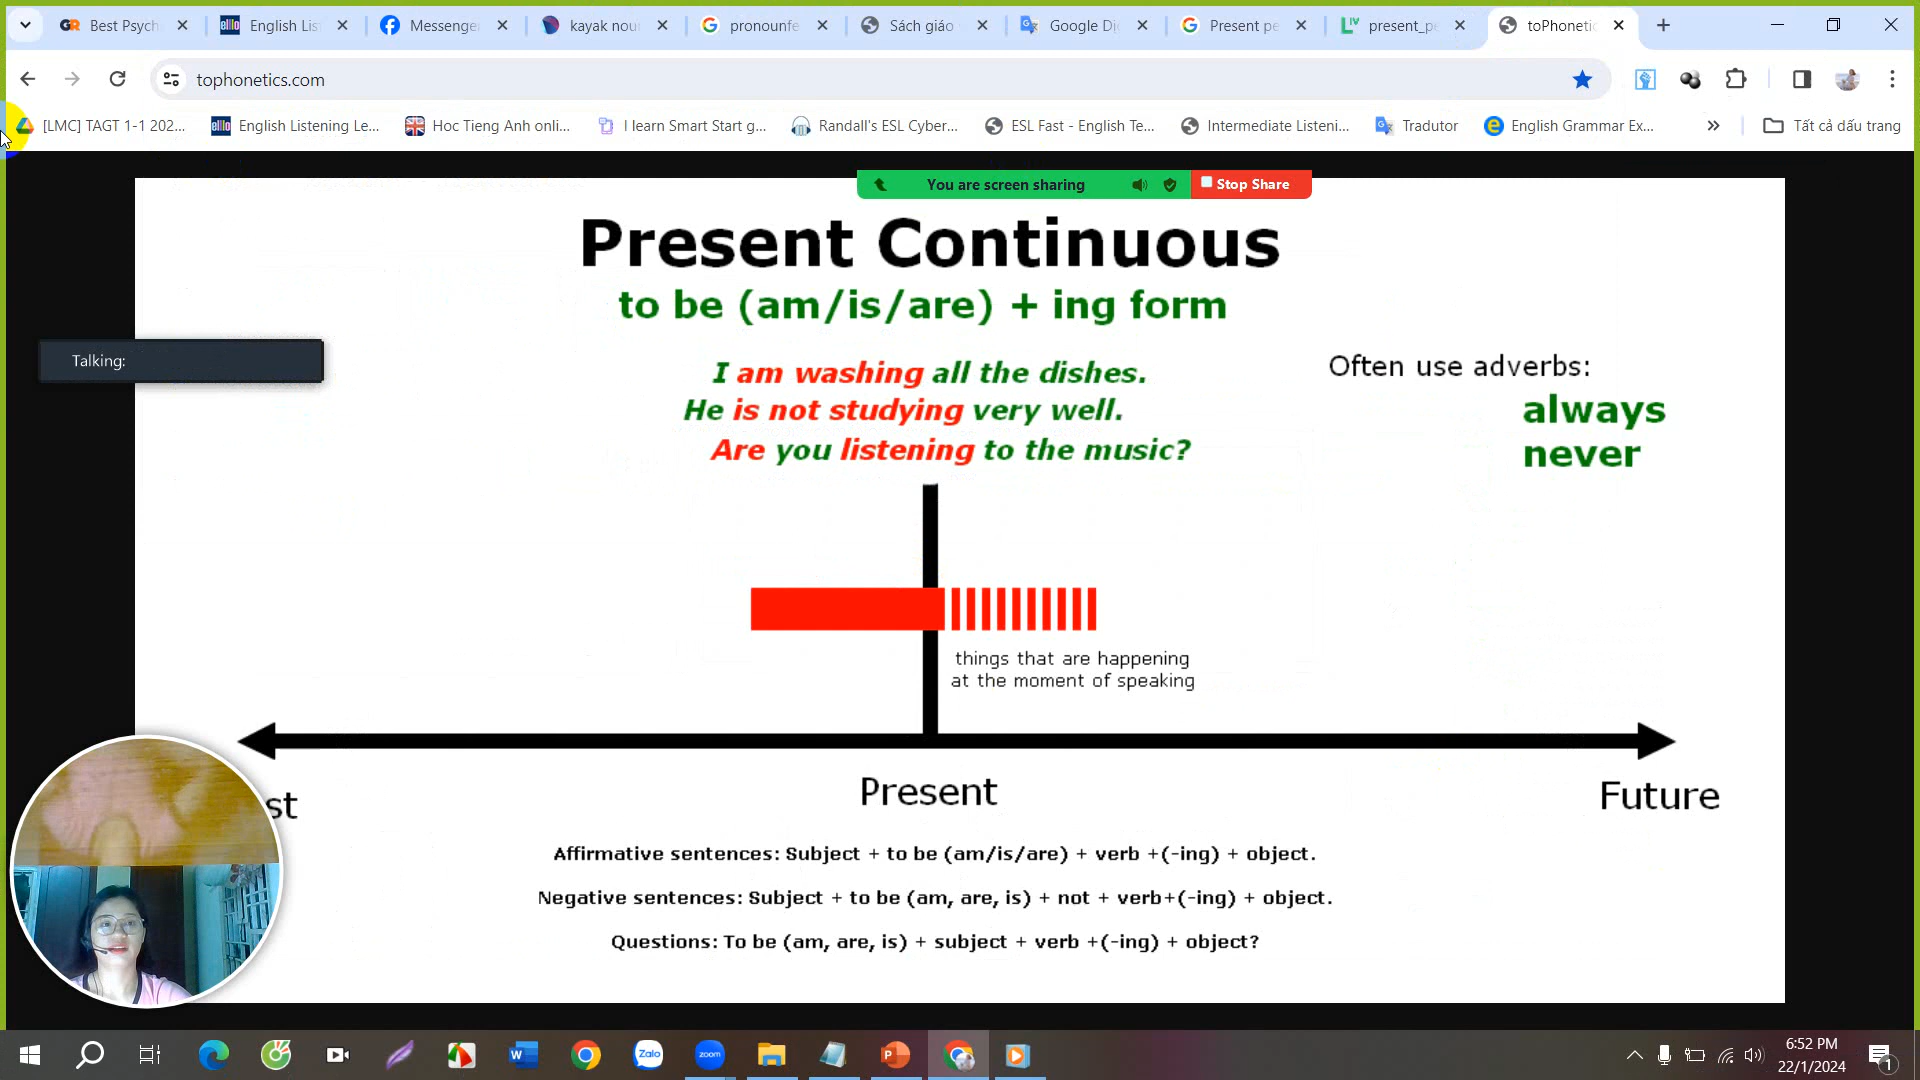 Best Psych
English Lis
Messenge
kayak nou
pronounfe
Sách giáo
Google Di
Present pe
present_pe
toPhonetic
tophonetics.com
[LMC] TAGT 1-1 202...
English Listening Le...
Hoc Tieng Anh onli...
I learn Smart Start g...
Randall's ESL Cyber...
ESL Fast - English Te...
Intermediate Listeni...
Tradutor
English Grammar Ex...
Tất cả dấu trang
You are screen sharing
Stop Share
Present Continuous
to be (am/is/are) + ing form
Talking:
I am washing all the dishes.
He is not studying very well.
Are you listening to the music?
Often use adverbs:
always
never
things that are happening
at the moment of speaking
st
Present
Future
Affirmative sentences: Subject + to be (am/is/are) + verb +(-ing) + object.
Negative sentences: Subject + to be (am, are, is) + not + verb+(-ing) + object.
Questions: To be (am, are, is) + subject + verb +(-ing) + object?
Zalo
zoom
6:52 PM
22/1/2024
1